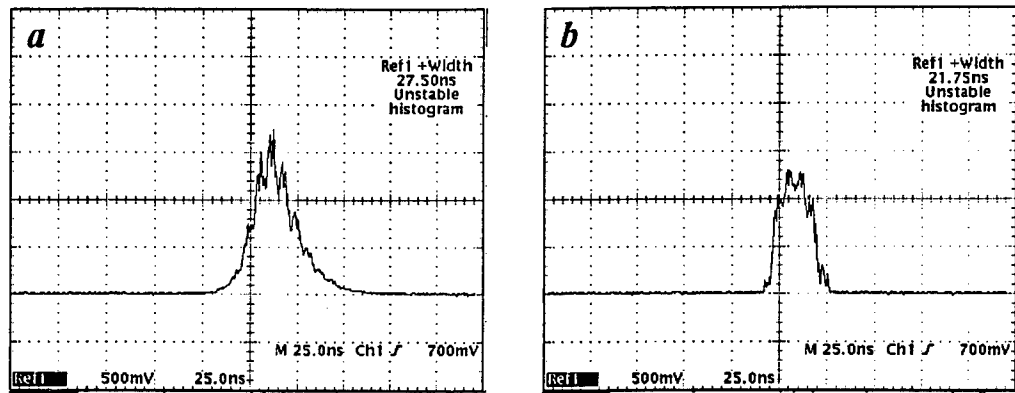 a
Ref1 +Width
27.50ns
Unstable
histogram
M 25.0ns Ch1 ƒ 700mV
Ref1 500mV 25.0ns
b
Ref1 +Width
21.75ns
Unstable
histogram
M 25.0ns Ch1 ƒ 700mV
Ref1 500mV 25.0ns